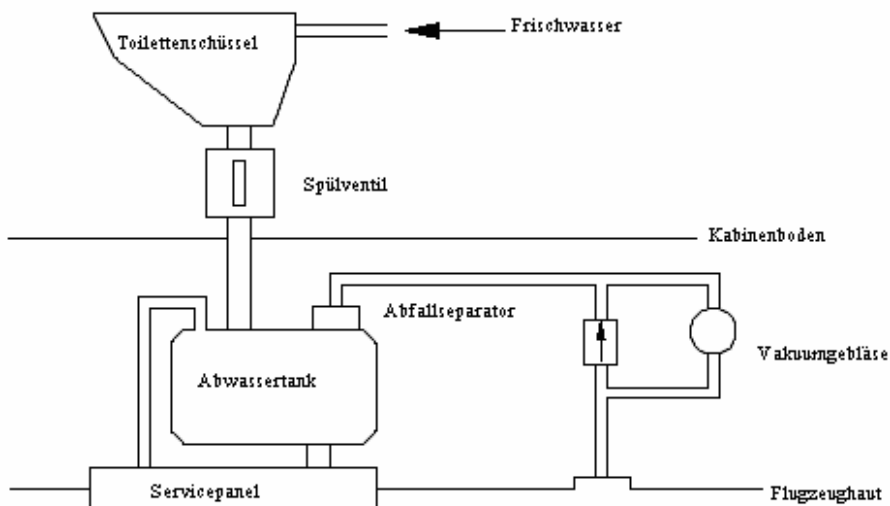 Frischwasser
Toilettenschüssel
Spülventil
Kabinenboden
Abfallseparator
Vakuumgebläse
Abwassertank
Servicepanel
Flugzeughaut